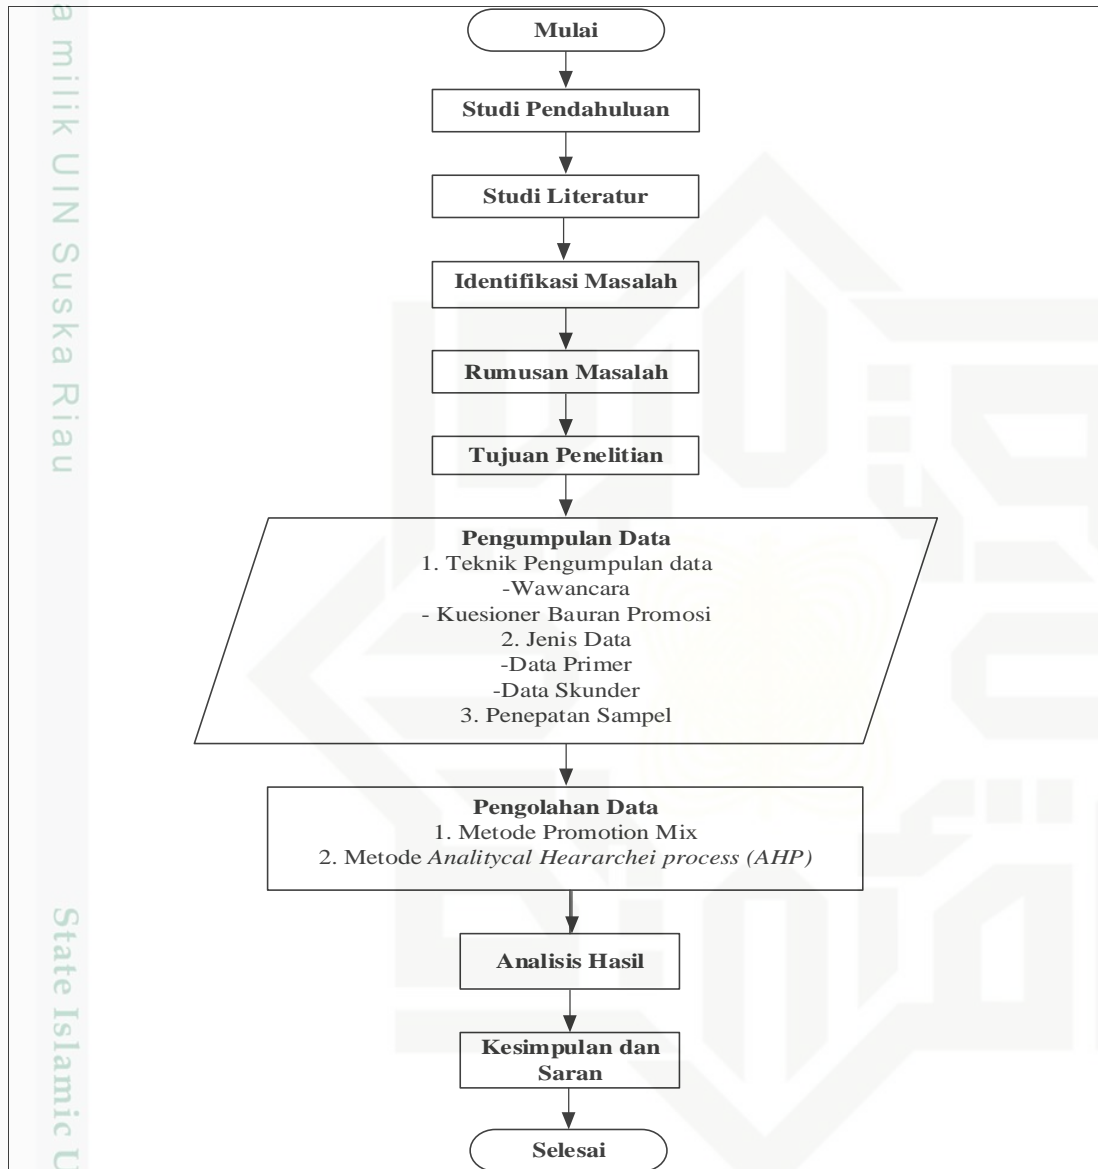 a milik UIN Suska Riau
State Islamic U
Mulai
Studi Pendahuluan
Studi Literatur
Identifikasi Masalah
Rumusan Masalah
Tujuan Penelitian
Pengumpulan Data
1. Teknik Pengumpulan data
-Wawancara
- Kuesioner Bauran Promosi
2. Jenis Data
-Data Primer
-Data Skunder
3. Penepatan Sampel
Pengolahan Data
1. Metode Promotion Mix
2. Metode Analitycal Heararchei process (AHP)
Analisis Hasil
Kesimpulan dan
Saran
Selesai